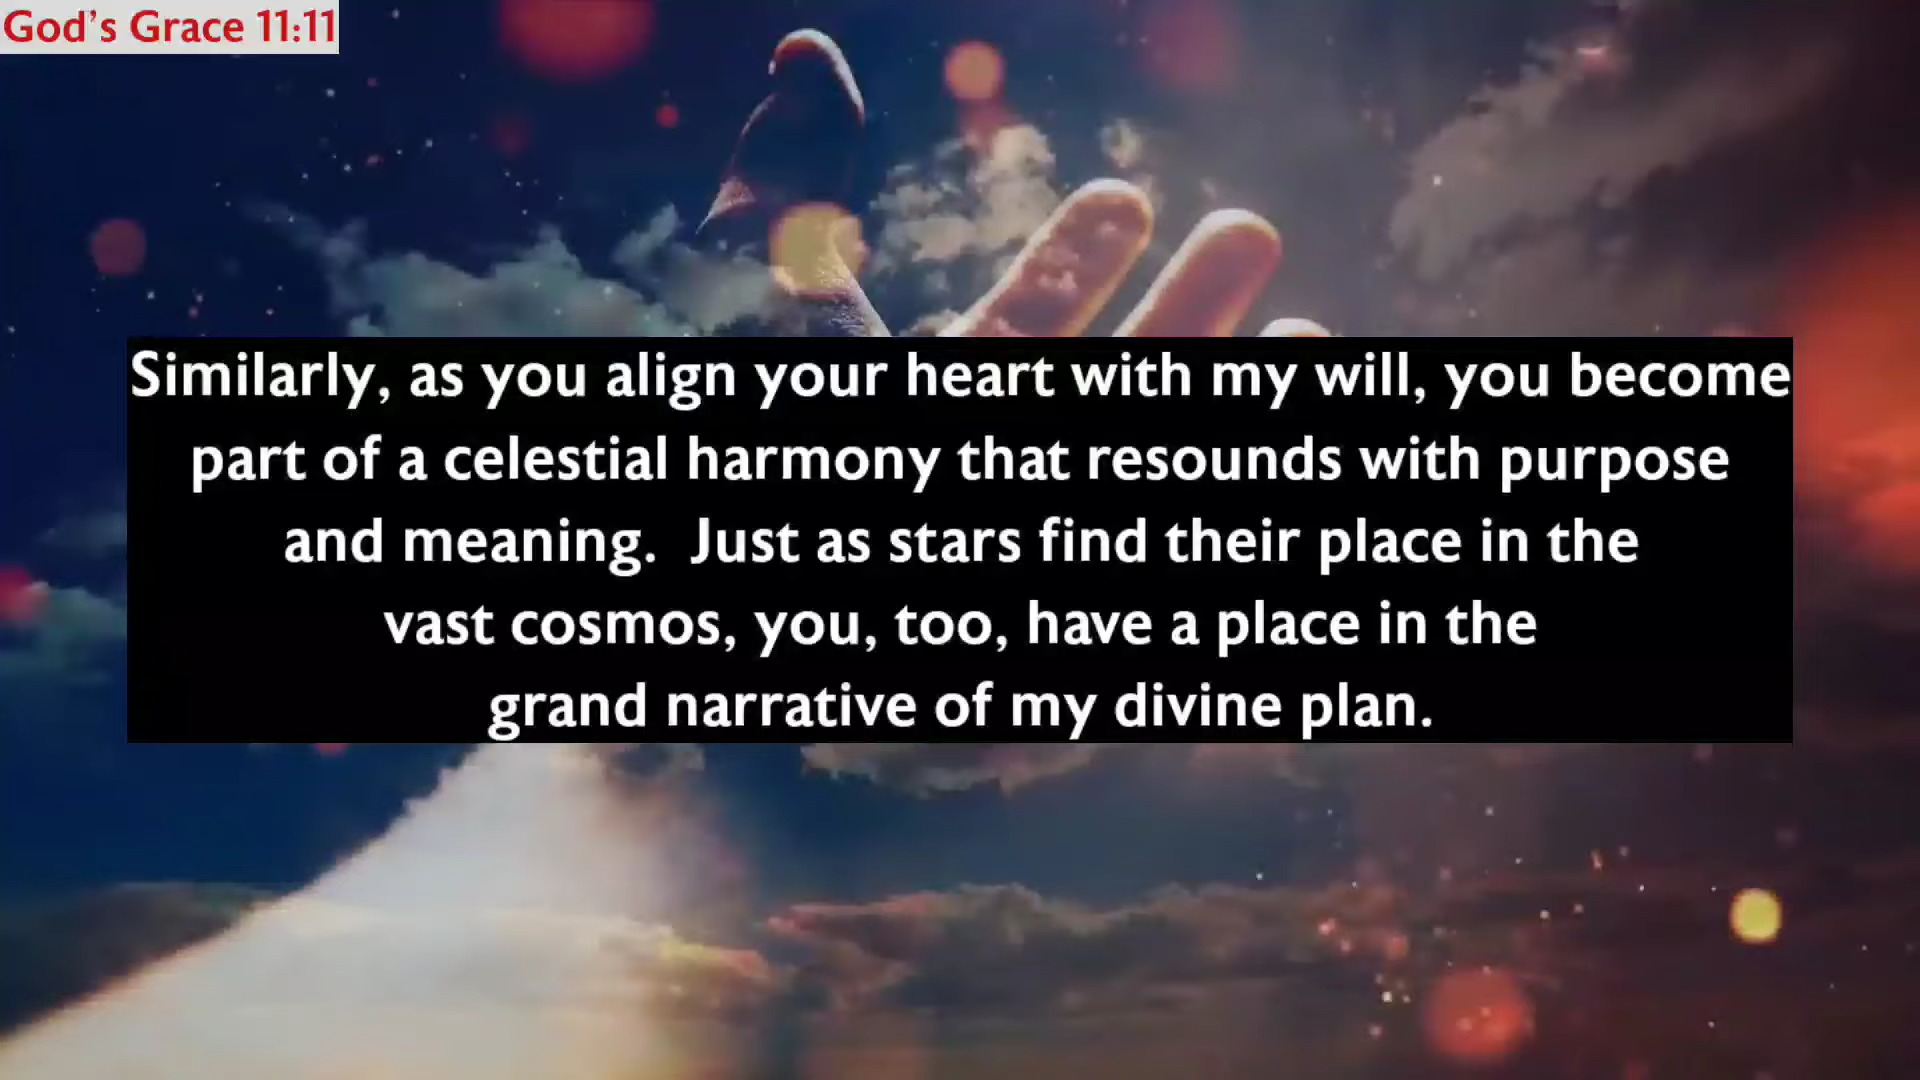 God's Grace 11:11
Similarly, as you align your heart with my will, you become
part of a celestial harmony that resounds with purpose
and meaning.  Just as stars find their place in the
vast cosmos, you, too, have a place in the
grand narrative of my divine plan.